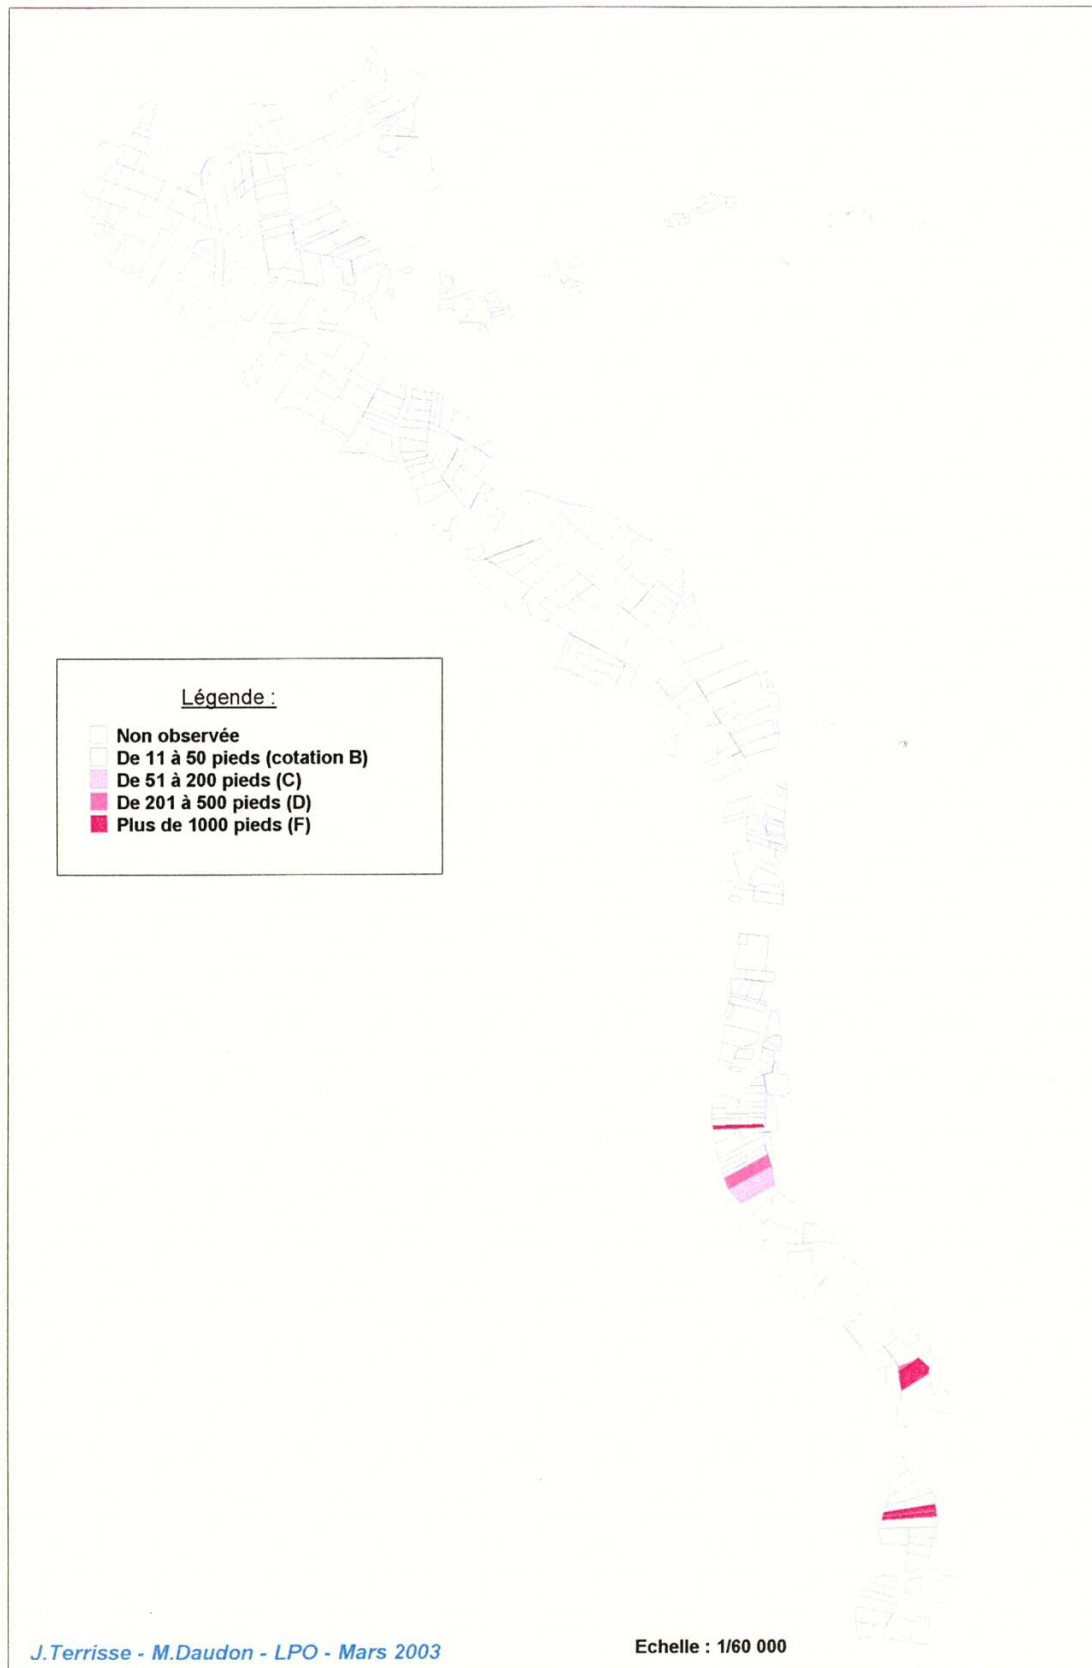 Légende :
Non observée
De 11 à 50 pieds (cotation B)
De 51 à 200 pieds (C)
De 201 à 500 pieds (D)
Plus de 1000 pieds (F)
J.Terrisse - M.Daudon - LPO - Mars 2003
Echelle : 1/60 000